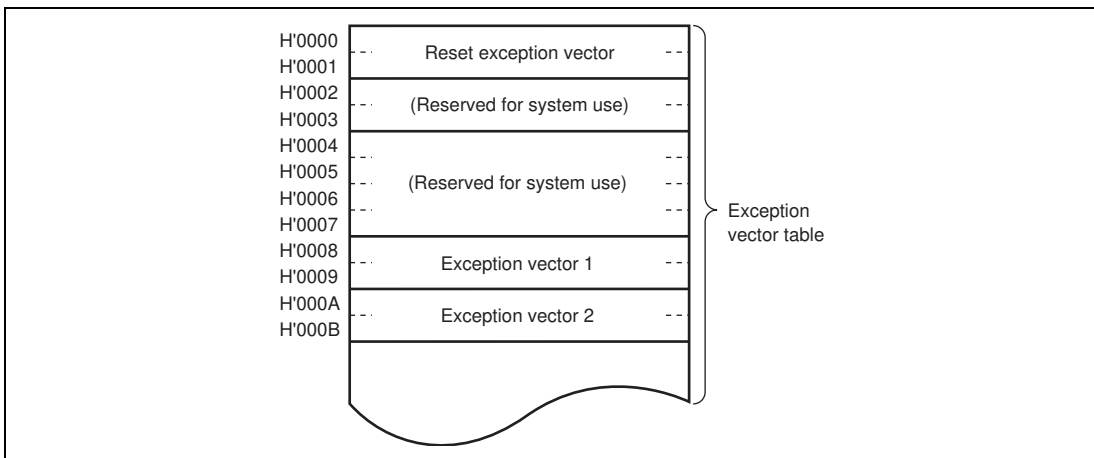 H'0000
H'0001
Reset exception vector
H'0002
H'0003
(Reserved for system use)
H'0004
H'0005
H'0006
H'0007
(Reserved for system use)
H'0008
H'0009
Exception vector 1
H'000A
H'000B
Exception vector 2
Exception
vector table